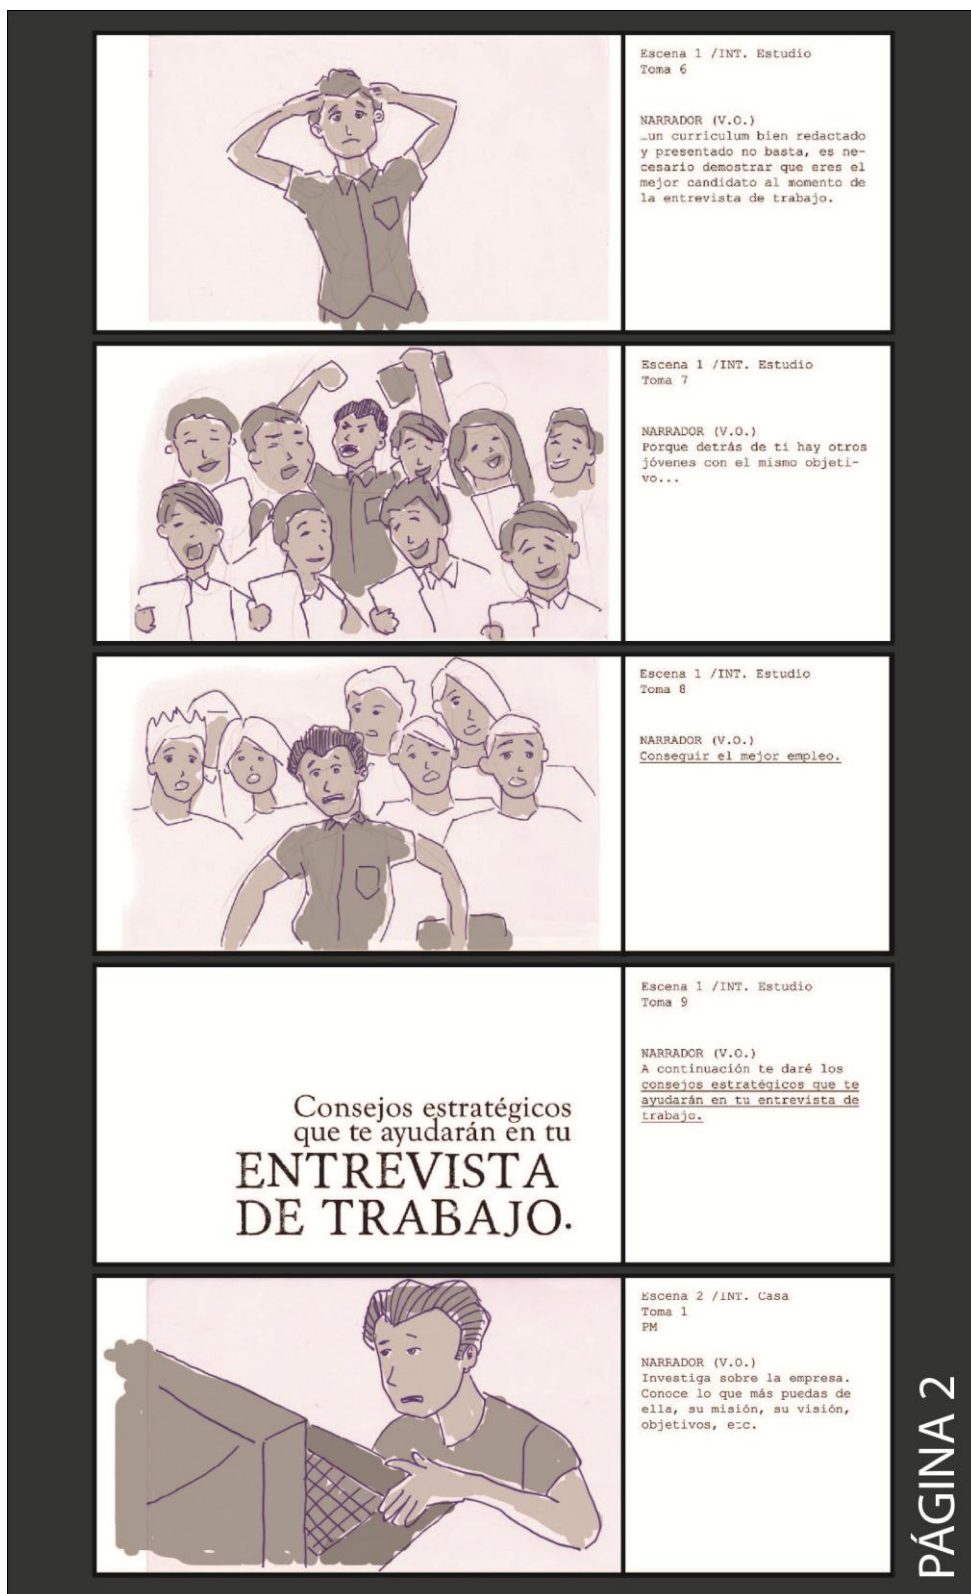 Escena 1 /INT. Estudio
Toma 6
NARRADOR (V.O.)
…un curriculum bien redactado
y presentado no basta, es ne-
cesario demostrar que eres el
mejor candidato al momento de
la entrevista de trabajo.
Escena 1 /INT. Estudio
Toma 7
NARRADOR (V.O.)
Porque detrás de ti hay otros
jóvenes con el mismo objeti-
vo...
Escena 1 /INT. Estudio
Toma 8
NARRADOR (V.O.)
Conseguir el mejor empleo.
Consejos estratégicos
que te ayudarán en tu
ENTREVISTA
DE TRABAJO.
Escena 1 /INT. Estudio
Toma 9
NARRADOR (V.O.)
A continuación te daré los
consejos estratégicos que te
ayudarán en tu entrevista de
trabajo.
Escena 2 /INT. Casa
Toma 1
PM
NARRADOR (V.O.)
Investiga sobre la empresa.
Conoce lo que más puedas de
ella, su misión, su visión,
objetivos, etc.
PÁGINA 2